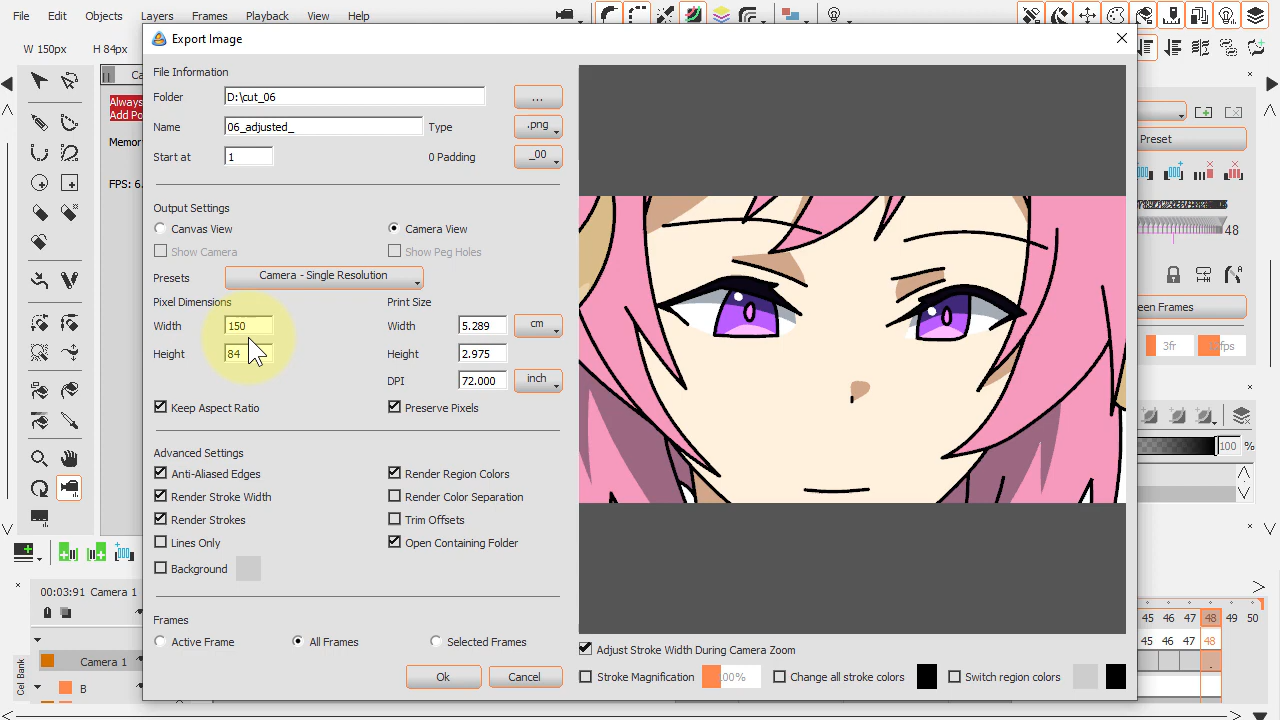 File Edit Objects Layers Frames Playback View Help
W 150px H 84px
Export Image
Ca
Always
Add Po
Memor
FPS: 6.
File Information
Folder D:\cut_06 ...
Name 06_adjusted_ Type .png
Start at 1 0 Padding _00
Output Settings
Canvas View Camera View
Show Camera Show Peg Holes
Presets Camera - Single Resolution
Pixel Dimensions Print Size
Width 150 Width 5.289 cm
Height 84 Height 2.975
DPI 72.000 inch
Keep Aspect Ratio Preserve Pixels
Advanced Settings
Anti-Aliased Edges Render Region Colors
Render Stroke Width Render Color Separation
Render Strokes Trim Offsets
Lines Only Open Containing Folder
Background
Frames
Active Frame All Frames Selected Frames
Ok Cancel
Adjust Stroke Width During Camera Zoom
Stroke Magnification 100% Change all stroke colors Switch region colors
Preset
48
een Frames
3fr fps
100 %
00:03.91 Camera 1
Camera 1
B
Cel Bank
45 46 47 48 49 50
45 46 47 48